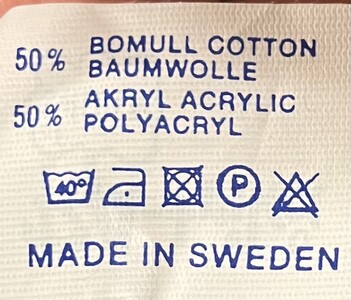 50% BOMULL COTTON
BAUMWOLLE
50% AKRYL ACRYLIC
POLYACRYL
40° P
MADE IN SWEDEN